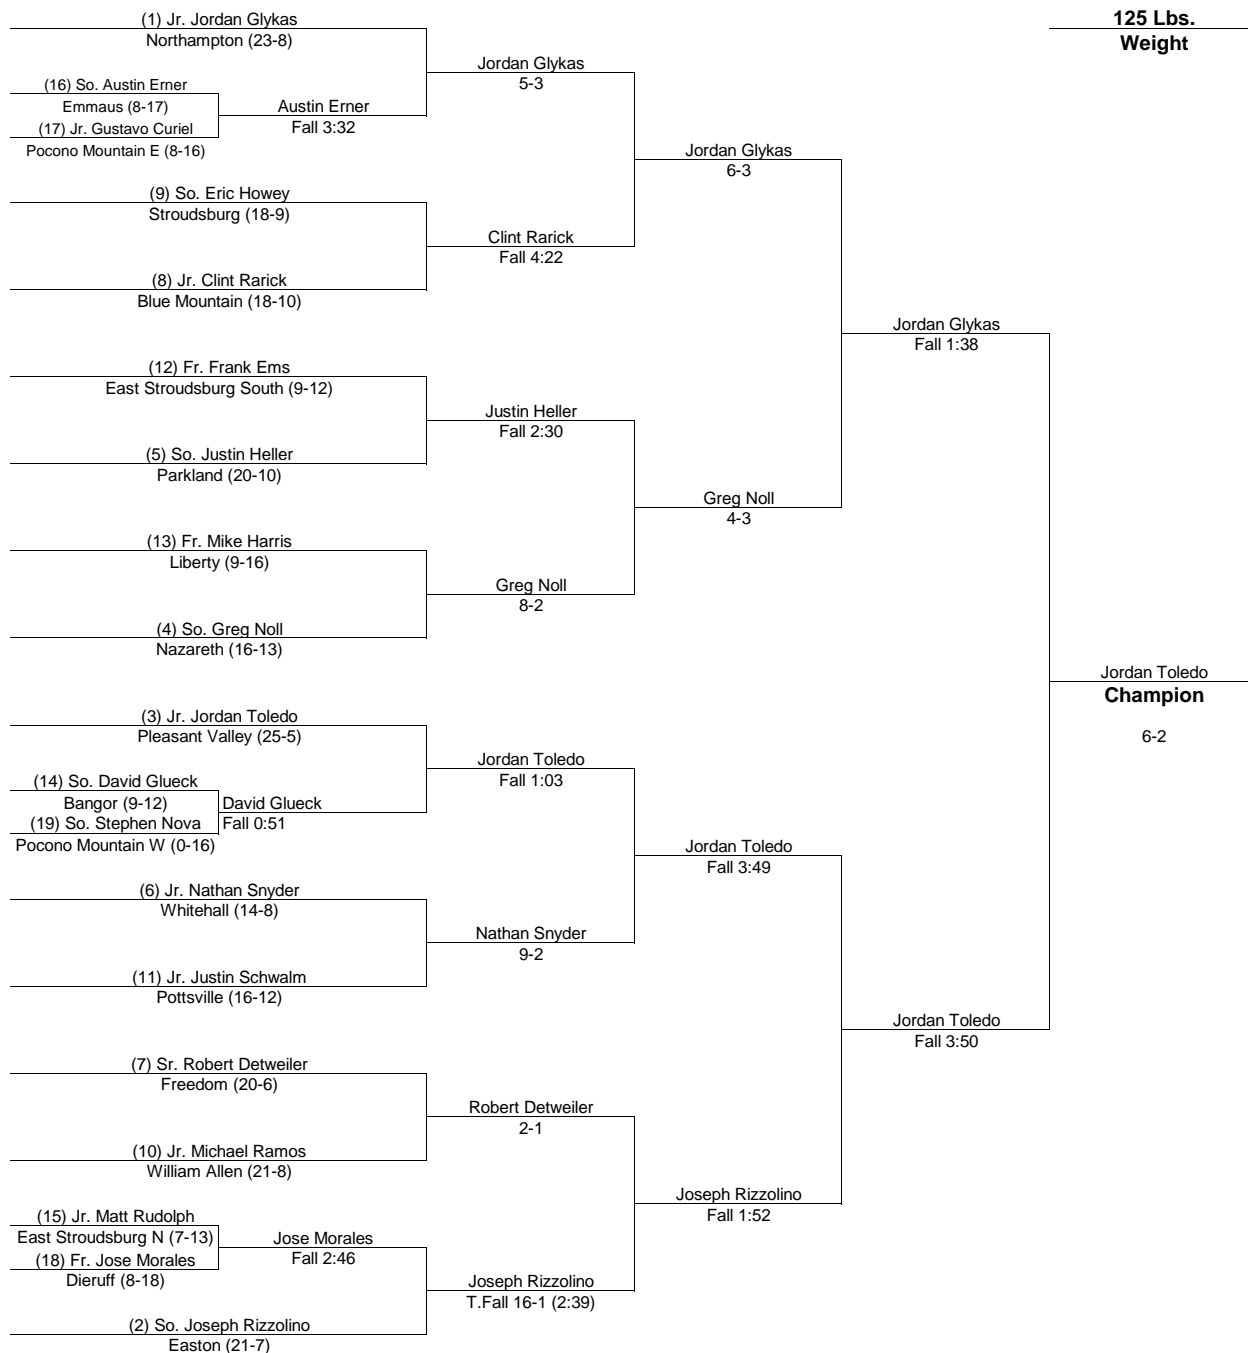 125 Lbs.
Weight
(1) Jr. Jordan Glykas
Northampton (23-8)
Jordan Glykas
5-3
(16) So. Austin Erner
Emmaus (8-17)
Austin Erner
Fall 3:32
(17) Jr. Gustavo Curiel
Pocono Mountain E (8-16)
Jordan Glykas
6-3
(9) So. Eric Howey
Stroudsburg (18-9)
Clint Rarick
Fall 4:22
(8) Jr. Clint Rarick
Blue Mountain (18-10)
Jordan Glykas
Fall 1:38
(12) Fr. Frank Ems
East Stroudsburg South (9-12)
Justin Heller
Fall 2:30
(5) So. Justin Heller
Parkland (20-10)
Greg Noll
4-3
(13) Fr. Mike Harris
Liberty (9-16)
Greg Noll
8-2
(4) So. Greg Noll
Nazareth (16-13)
Jordan Toledo
Champion
6-2
(3) Jr. Jordan Toledo
Pleasant Valley (25-5)
Jordan Toledo
Fall 1:03
(14) So. David Glueck
Bangor (9-12)
David Glueck
Fall 0:51
(19) So. Stephen Nova
Pocono Mountain W (0-16)
Jordan Toledo
Fall 3:49
(6) Jr. Nathan Snyder
Whitehall (14-8)
Nathan Snyder
9-2
(11) Jr. Justin Schwalm
Pottsville (16-12)
Jordan Toledo
Fall 3:50
(7) Sr. Robert Detweiler
Freedom (20-6)
Robert Detweiler
2-1
(10) Jr. Michael Ramos
William Allen (21-8)
Joseph Rizzolino
Fall 1:52
(15) Jr. Matt Rudolph
East Stroudsburg N (7-13)
Jose Morales
Fall 2:46
(18) Fr. Jose Morales
Dieruff (8-18)
Joseph Rizzolino
T.Fall 16-1 (2:39)
(2) So. Joseph Rizzolino
Easton (21-7)